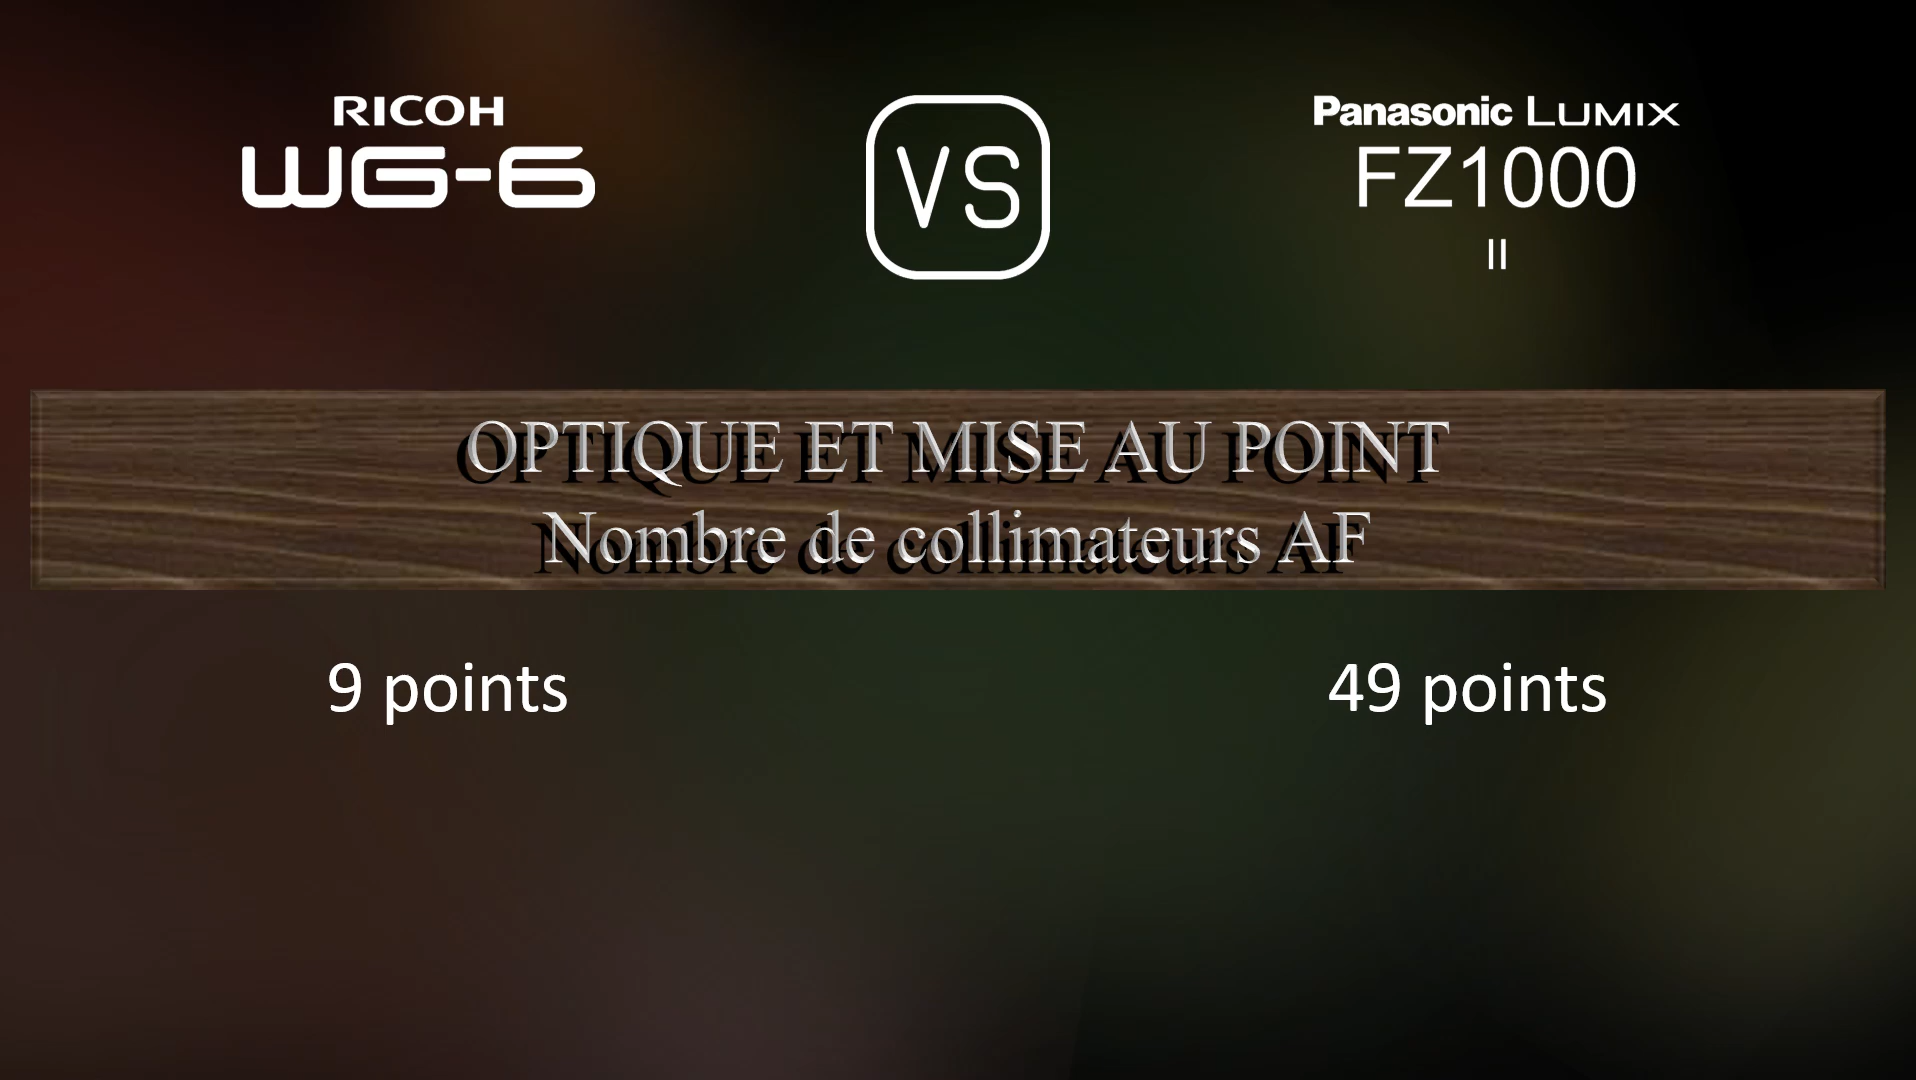 RICOH
WG-6
VS
Panasonic LUMIX
FZ1000
II
OPTIQUE ET MISE AU POINT
Nombre de collimateurs AF
9 points
49 points